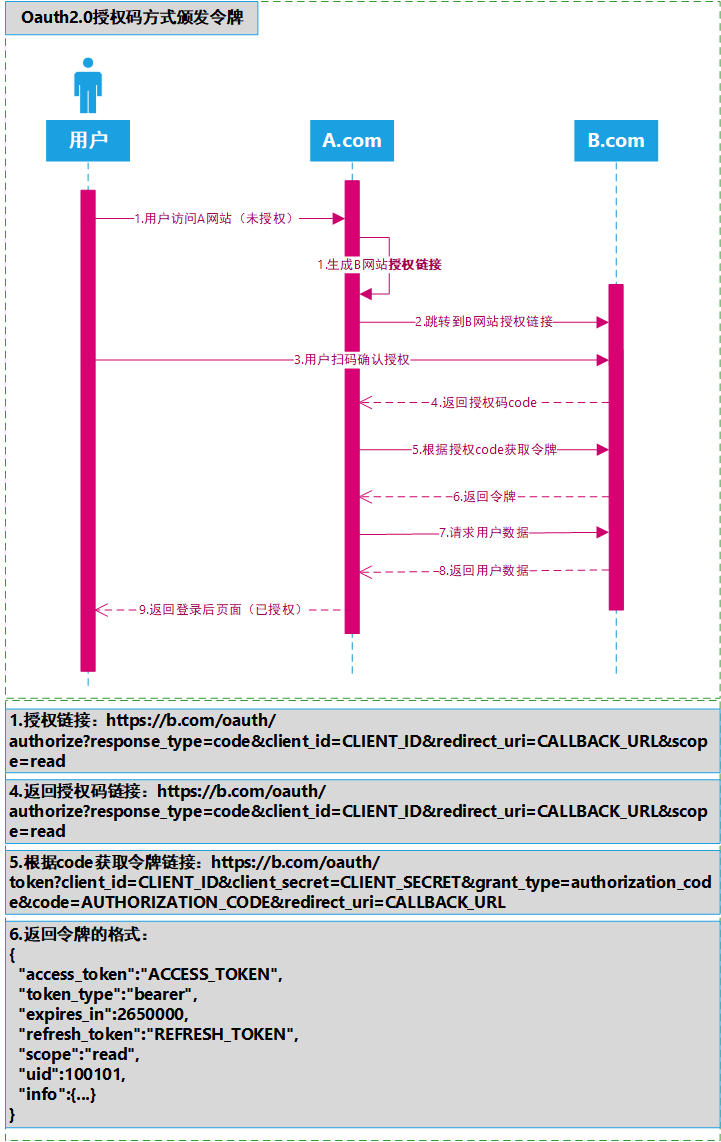 Oauth2.0授权码方式颁发令牌
用户
A.com
B.com
1.用户访问A网站（未授权）
1.生成B网站授权链接
2.跳转到B网站授权链接
3.用户扫码确认授权
4.返回授权码code
5.根据授权code获取令牌
6.返回令牌
7.请求用户数据
8.返回用户数据
9.返回登录后页面（已授权）
1.授权链接：https://b.com/oauth/
authorize?response_type=code&client_id=CLIENT_ID&redirect_uri=CALLBACK_URL&scop
e=read
4.返回授权码链接：https://b.com/oauth/
authorize?response_type=code&client_id=CLIENT_ID&redirect_uri=CALLBACK_URL&scop
e=read
5.根据code获取令牌链接：https://b.com/oauth/
token?client_id=CLIENT_ID&client_secret=CLIENT_SECRET&grant_type=authorization_cod
e&code=AUTHORIZATION_CODE&redirect_uri=CALLBACK_URL
6.返回令牌的格式：
{
"access_token":"ACCESS_TOKEN",
"token_type":"bearer",
"expires_in":2650000,
"refresh_token":"REFRESH_TOKEN",
"scope":"read",
"uid":100101,
"info":{...}
}